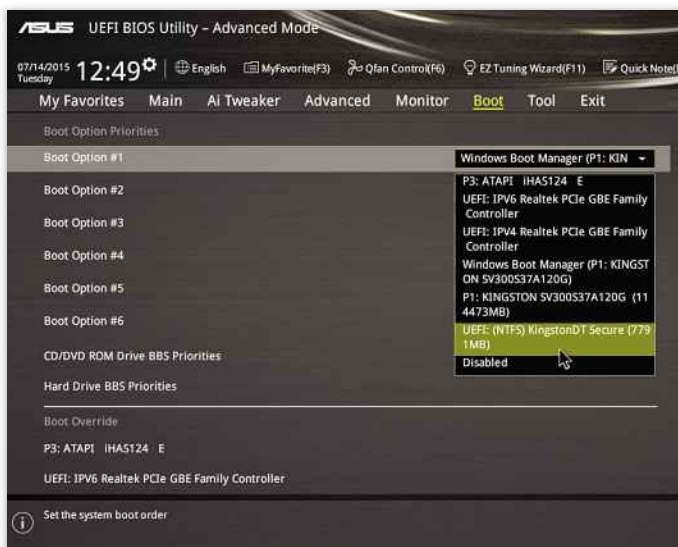 ASUS UEFI BIOS Utility – Advanced Mode
07/14/2015 Tuesday 12:49 English MyFavorite(F3) Qfan Control(F6) EZ Tuning Wizard(F11) Quick Note(
My Favorites Main Ai Tweaker Advanced Monitor Boot Tool Exit
Boot Option Priorities
Boot Option #1 Windows Boot Manager (P1: KIN
Boot Option #2
Boot Option #3
Boot Option #4
Boot Option #5
Boot Option #6
CD/DVD ROM Drive BBS Priorities
Hard Drive BBS Priorities
P3: ATAPI iHAS124 E
UEFI: IPV6 Realtek PCIe GBE Family
Controller
UEFI: IPV4 Realtek PCIe GBE Family
Controller
Windows Boot Manager (P1: KINGST
ON SV300S37A120G)
P1: KINGSTON SV300S37A120G (11
4473MB)
UEFI: (NTFS) KingstonDT Secure (779
1MB)
Disabled
Boot Override
P3: ATAPI iHAS124 E
UEFI: IPV6 Realtek PCIe GBE Family Controller
Set the system boot order